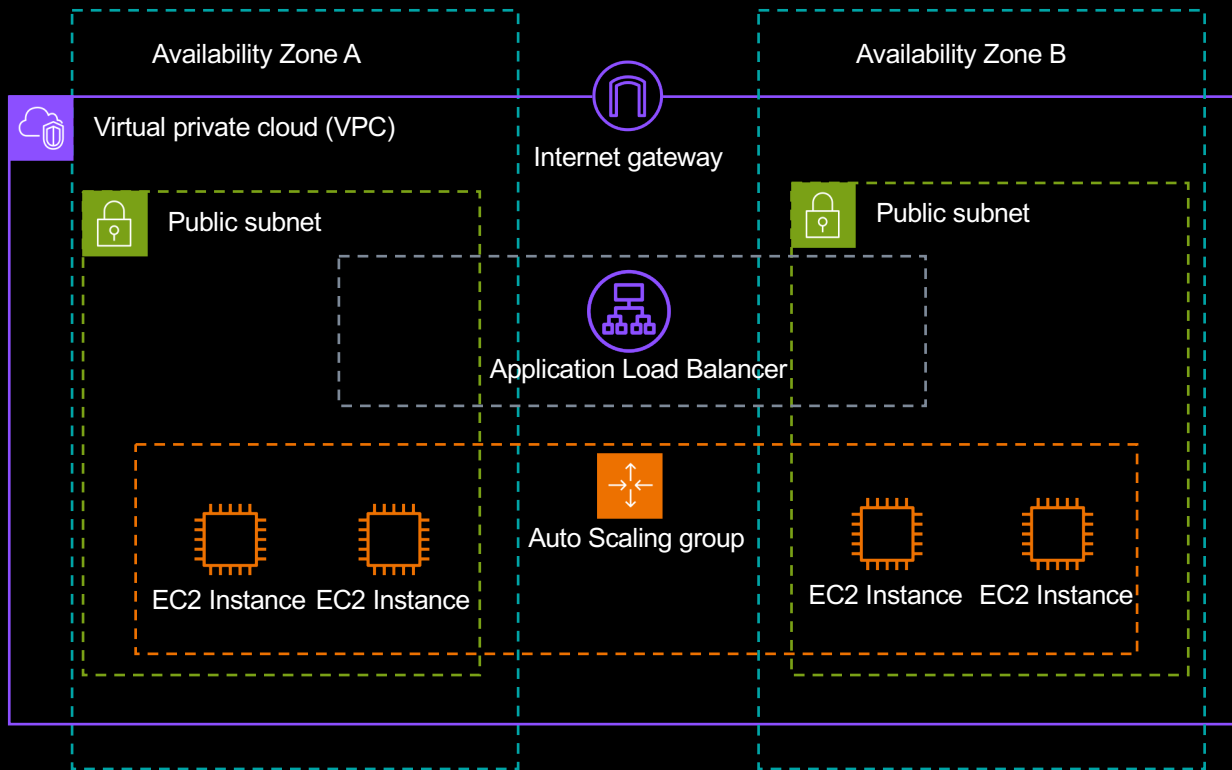 Availability Zone A
Availability Zone B
Virtual private cloud (VPC)
Internet gateway
Public subnet
Public subnet
Application Load Balancer
Auto Scaling group
EC2 Instance
EC2 Instance
EC2 Instance
EC2 Instance